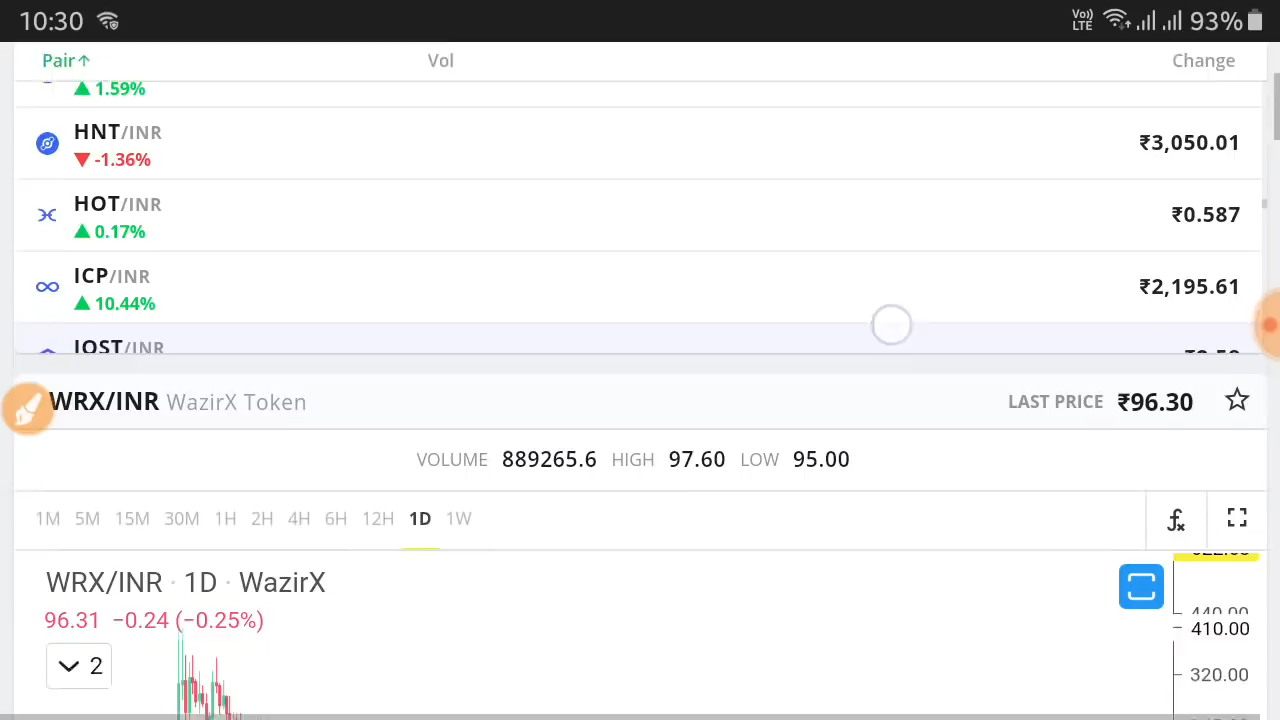 10:30 Vo)) LTE 93%
Pair↑ Vol Change
▲ 1.59%
HNT/INR ₹3,050.01
▼ -1.36%
HOT/INR ₹0.587
▲ 0.17%
ICP/INR ₹2,195.61
▲ 10.44%
IOST/INR
WRX/INR WazirX Token LAST PRICE ₹96.30
VOLUME 889265.6 HIGH 97.60 LOW 95.00
1M 5M 15M 30M 1H 2H 4H 6H 12H 1D 1W
WRX/INR · 1D · WazirX
96.31 −0.24 (−0.25%)
440.00
410.00
2
320.00